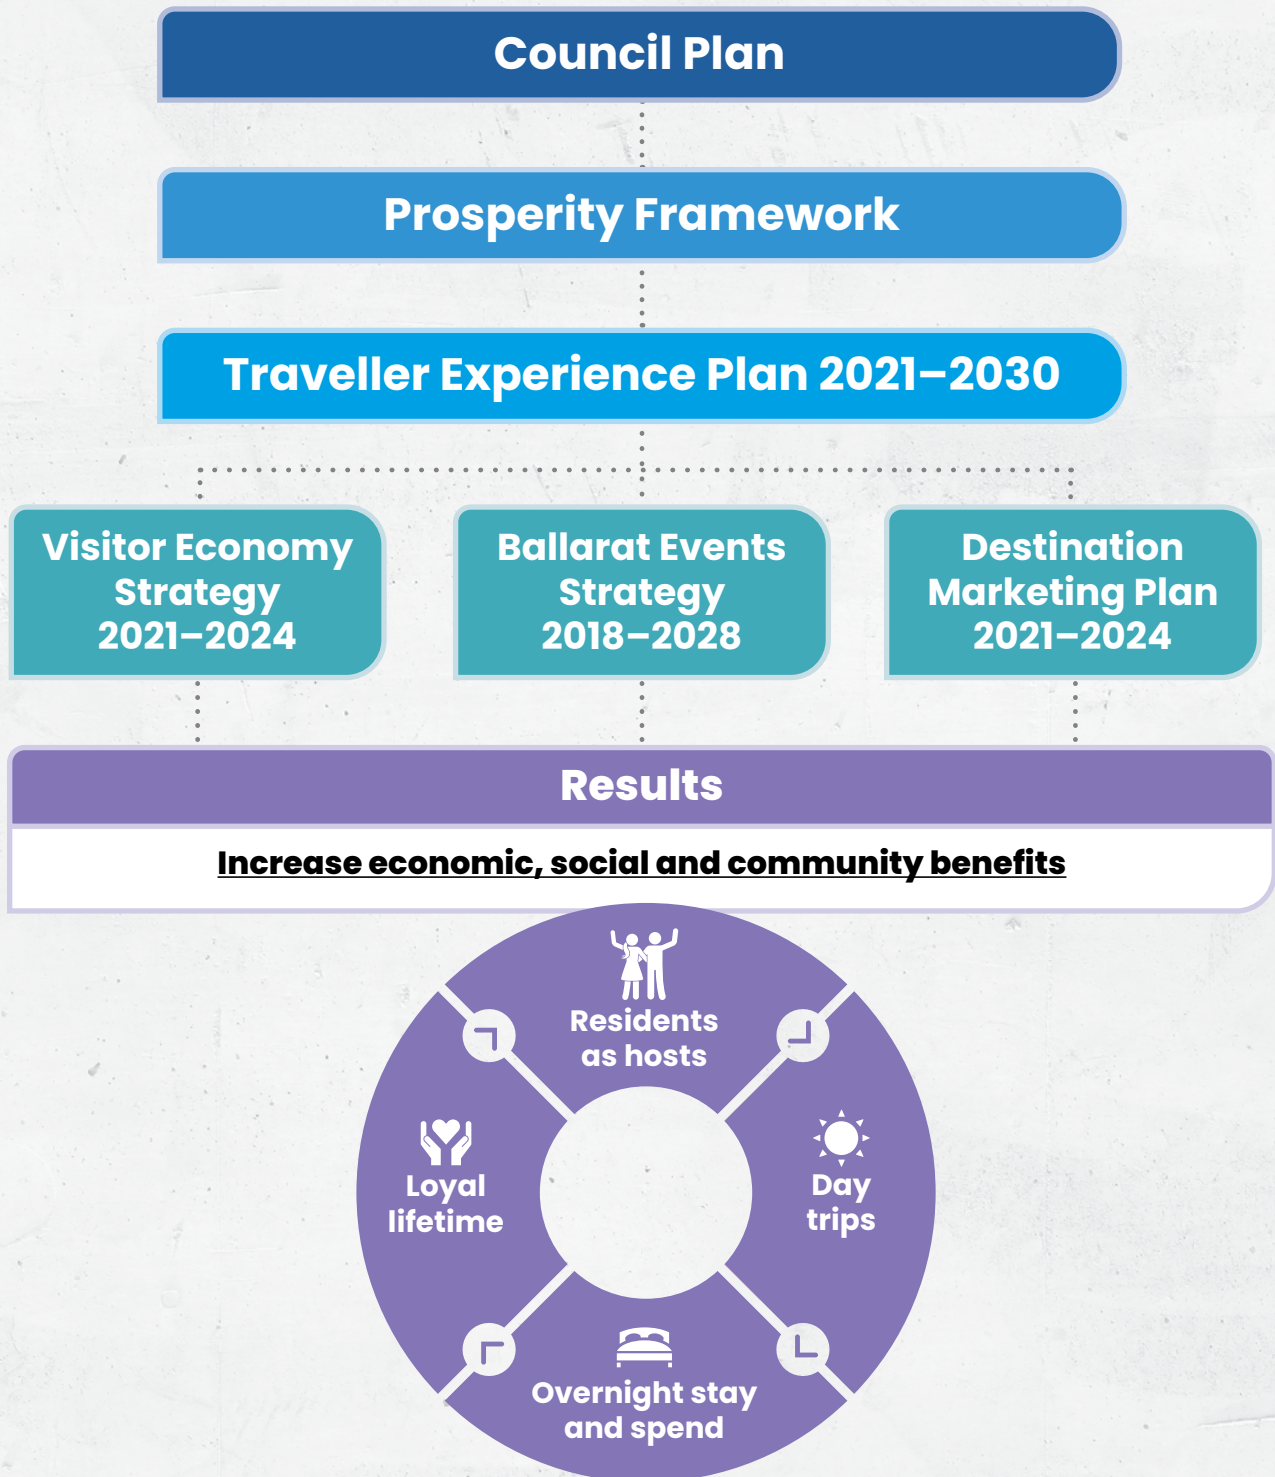 Council Plan
Prosperity Framework
Traveller Experience Plan 2021–2030
Visitor Economy
Strategy
2021–2024
Ballarat Events
Strategy
2018–2028
Destination
Marketing Plan
2021–2024
Results
Increase economic, social and community benefits
Residents
as hosts
Day
trips
Overnight stay
and spend
Loyal
lifetime